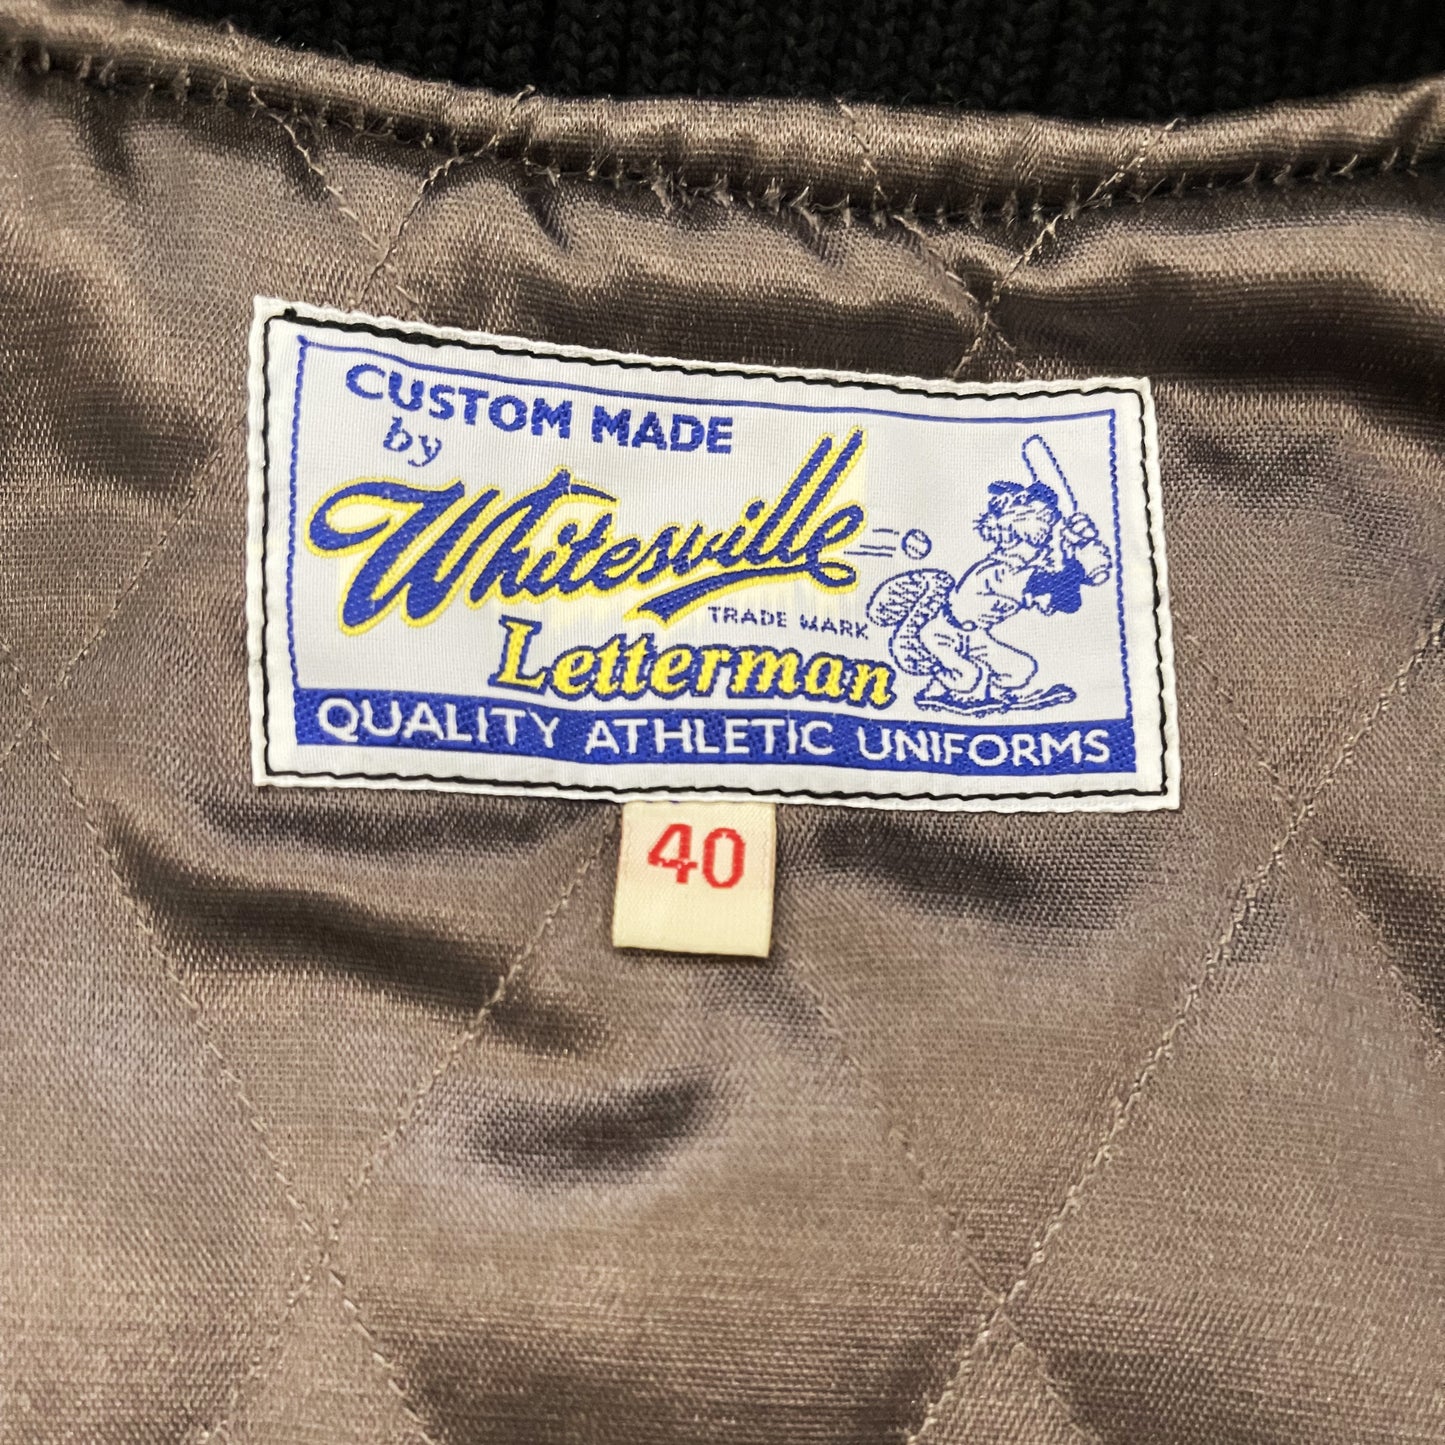 CUSTOM MADE
by
Whitesville
TRADE MARK
Letterman
QUALITY ATHLETIC UNIFORMS
40